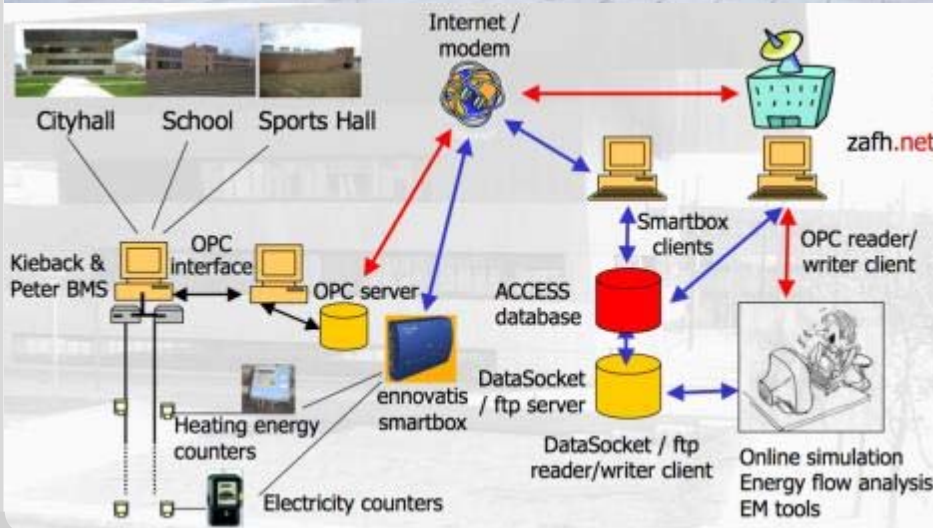 Internet /
modem
Cityhall School Sports Hall
zafh.net
Kieback &
Peter BMS
OPC
interface
OPC server
Smartbox
clients
OPC reader/
writer client
ACCESS
database
ennovatis
smartbox
DataSocket
/ ftp server
Heating energy
counters
DataSocket / ftp
reader/writer client
Electricity counters
Online simulation
Energy flow analysis
EM tools